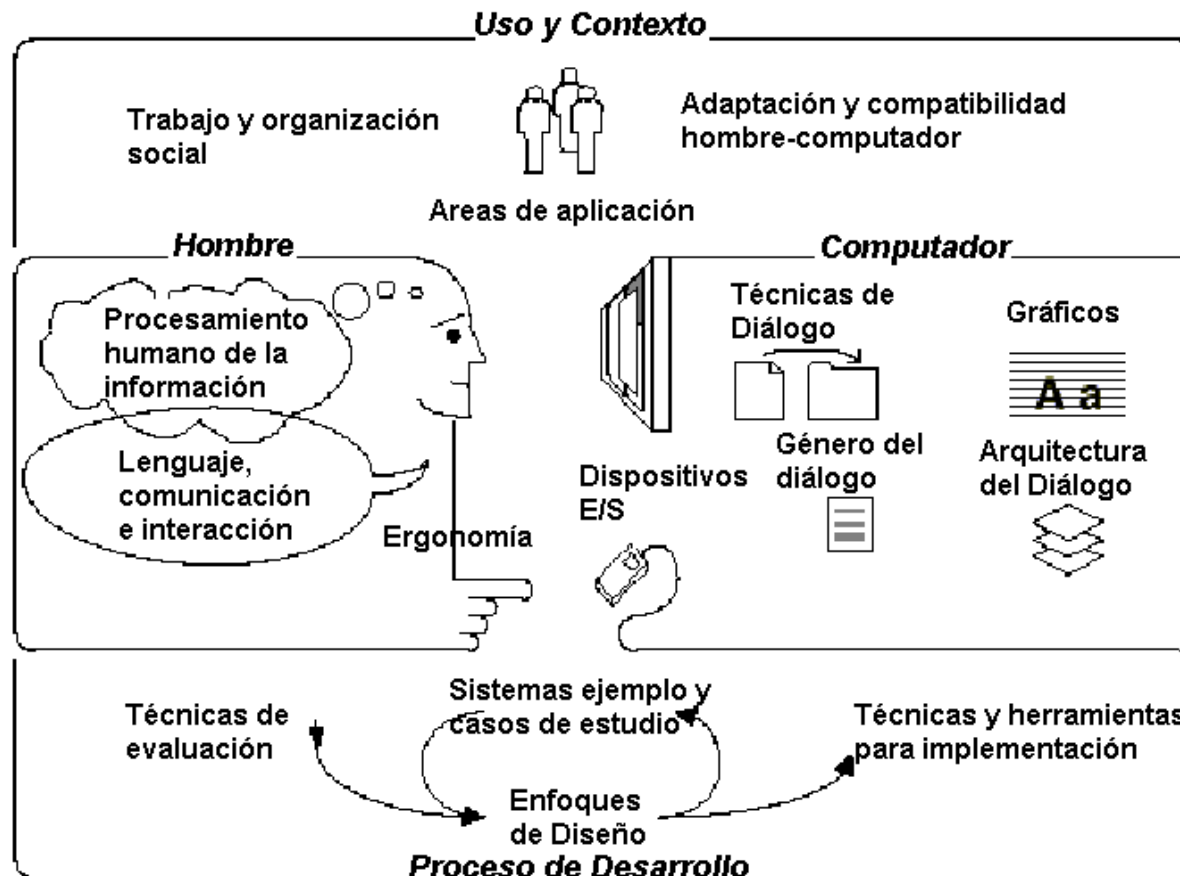 Uso y Contexto
Trabajo y organización
social
Adaptación y compatibilidad
hombre-computador
Areas de aplicación
Hombre
Procesamiento
humano de la
información
Lenguaje,
comunicación
e interacción
Ergonomía
Computador
Técnicas de
Diálogo
Gráficos
A a
Género del
diálogo
Arquitectura
del Diálogo
Dispositivos
E/S
Técnicas de
evaluación
Sistemas ejemplo y
casos de estudio
Técnicas y herramientas
para implementación
Enfoques
de Diseño
Proceso de Desarrollo